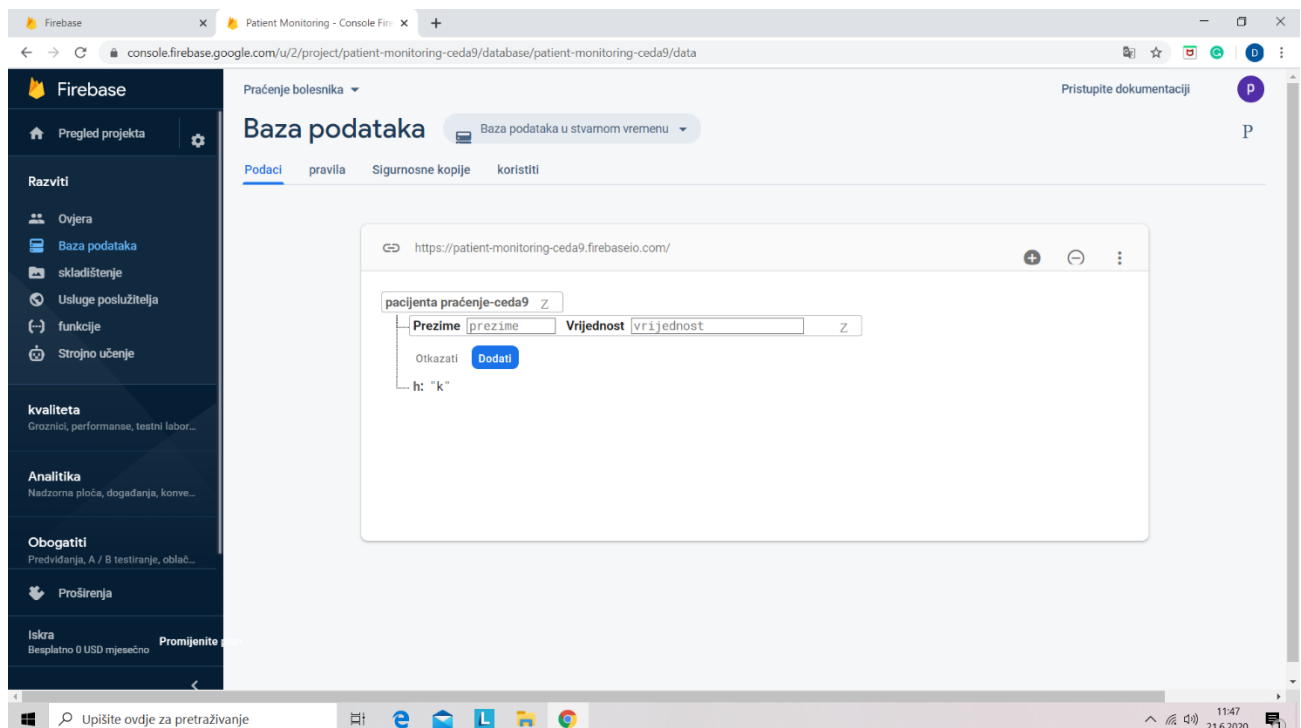 Firebase
Patient Monitoring - Console Fire
console.firebase.google.com/u/2/project/patient-monitoring-ceda9/database/patient-monitoring-ceda9/data
D
Firebase
Praćenje bolesnika
Pristupite dokumentaciji
p
Pregled projekta
Baza podataka
Baza podataka u stvarnom vremenu
P
Podaci pravila Sigurnosne kopije koristiti
Razviti
Ovjera
Baza podataka
skladištenje
Usluge poslužitelja
funkcije
Strojno učenje
https://patient-monitoring-ceda9.firebaseio.com/
pacijenta praćenje-ceda9 Z
Prezime prezime Vrijednost vrijednost Z
Otkazati Dodati
h: "k"
kvaliteta
Groznici, performanse, testni labor...
Analitika
Nadzorna ploča, događanja, konve...
Obogatiti
Predviđanja, A / B testiranje, oblač...
Proširenja
Iskra
Besplatno 0 USD mjesečno
Promijenite
Upišite ovdje za pretraživanje
L
11:47
21.6.2020.